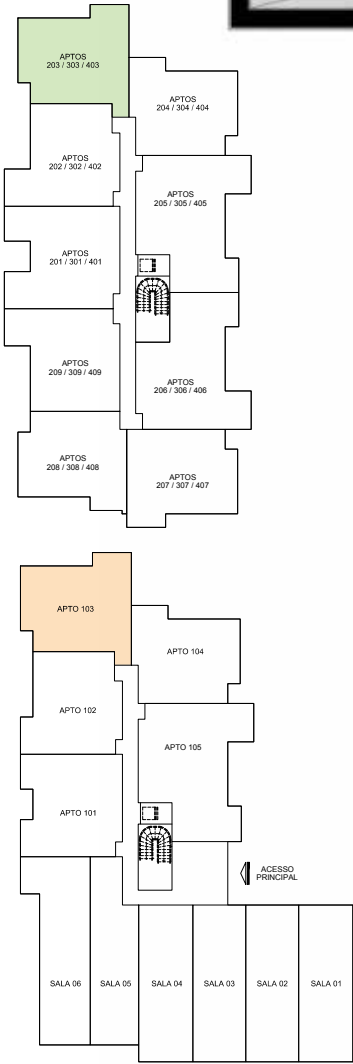 APTOS
203 / 303 / 403
APTOS
204 / 304 / 404
APTOS
202 / 302 / 402
APTOS
205 / 305 / 405
APTOS
201 / 301 / 401
APTOS
209 / 309 / 409
APTOS
206 / 306 / 406
APTOS
208 / 308 / 408
APTOS
207 / 307 / 407
APTO 103
APTO 104
APTO 102
APTO 105
APTO 101
ACESSO
PRINCIPAL
SALA 06
SALA 05
SALA 04
SALA 03
SALA 02
SALA 01